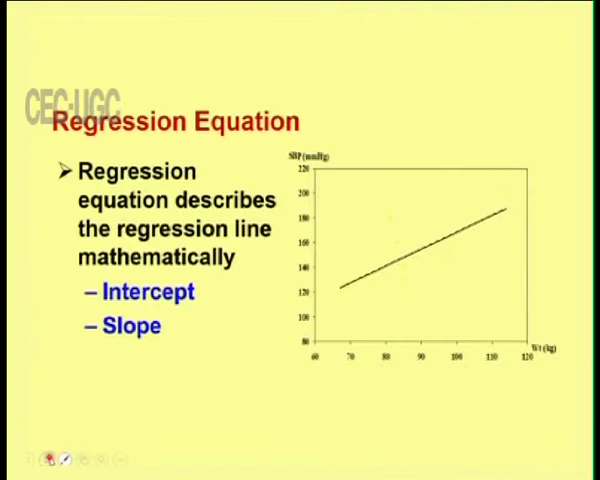 CEC-UGC
Regression Equation
Regression
equation describes
the regression line
mathematically
– Intercept
– Slope
SBP (mmHg)
220
200
180
160
140
120
100
80
60 70 80 90 100 110 120
Wt (kg)